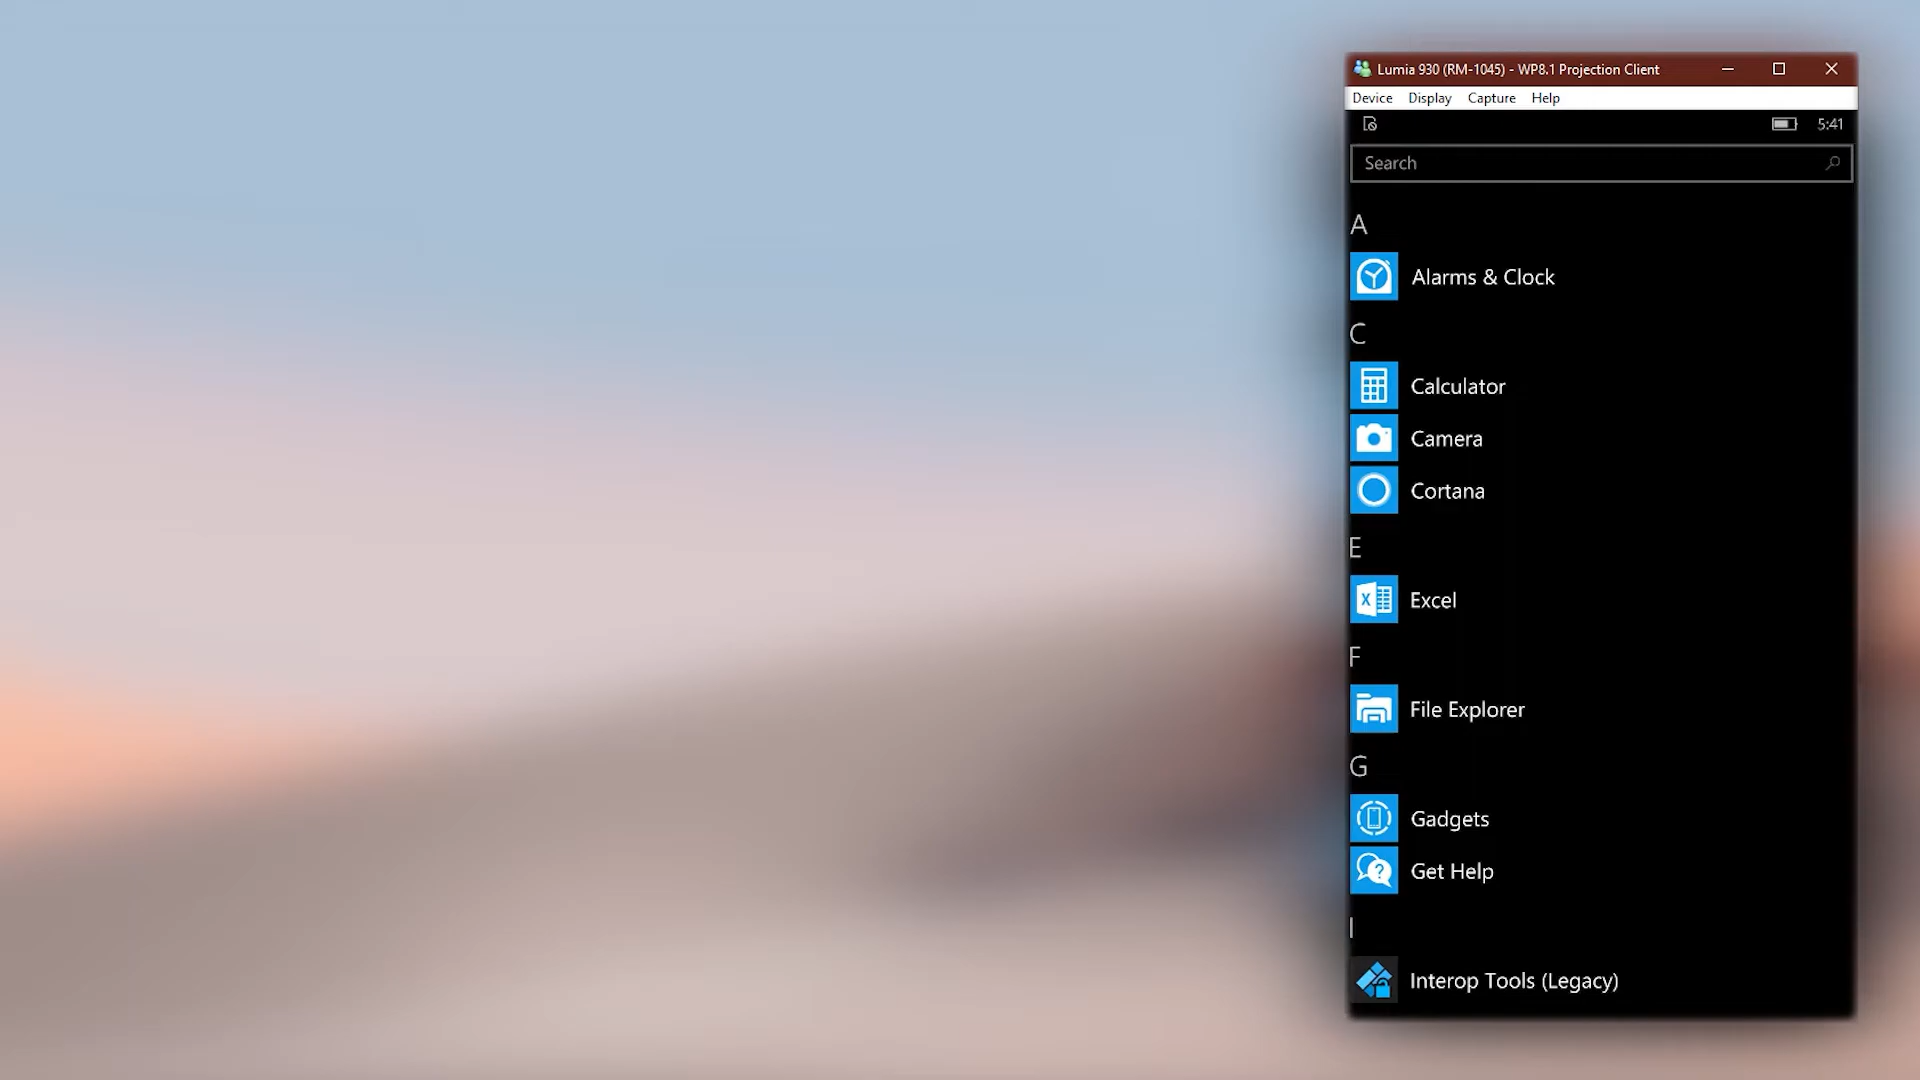 Lumia 930 (RM-1045) - WP8.1 Projection Client
Device Display Capture Help
5:41
Search
A
Alarms & Clock
C
Calculator
Camera
Cortana
E
Excel
F
File Explorer
G
Gadgets
Get Help
I
Interop Tools (Legacy)